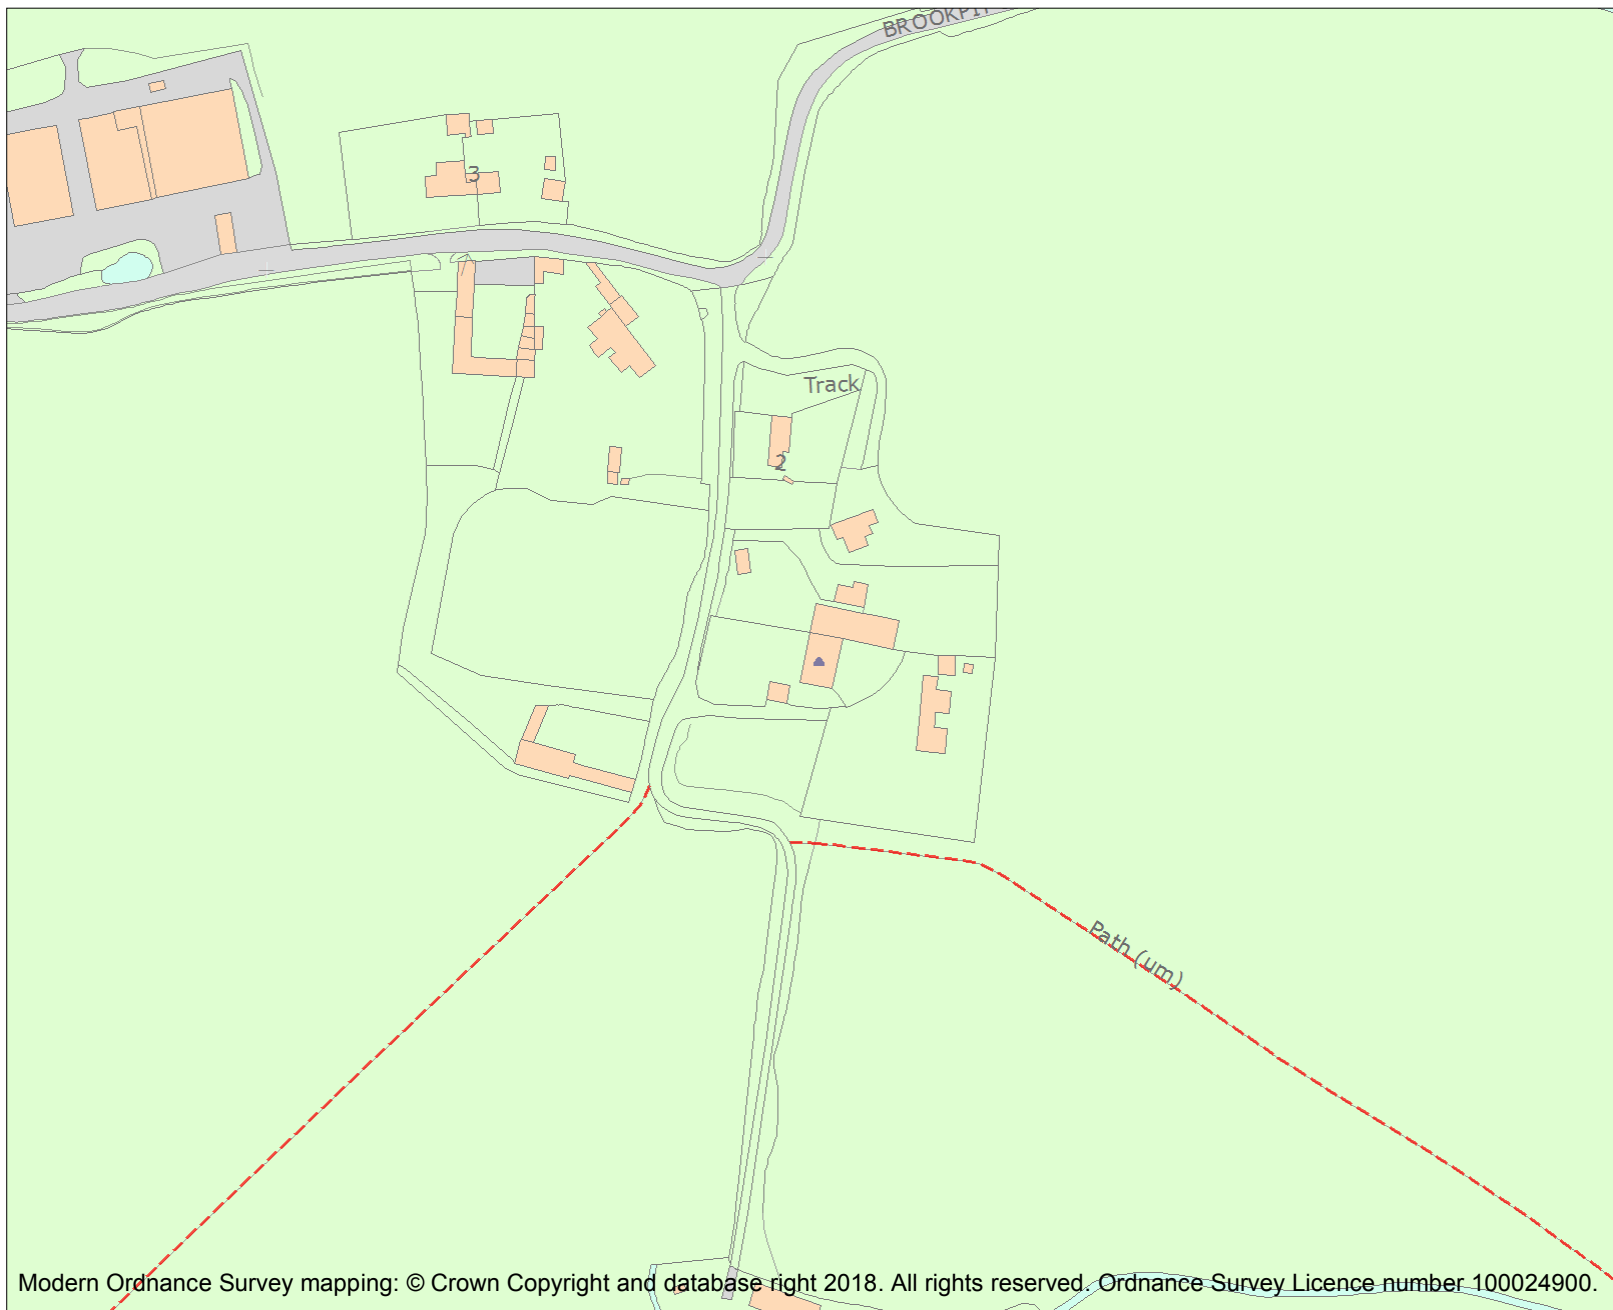 3
Track
2
Path (um)
Modern Ordnance Survey mapping: © Crown Copyright and database right 2018. All rights reserved. Ordnance Survey Licence number 100024900.